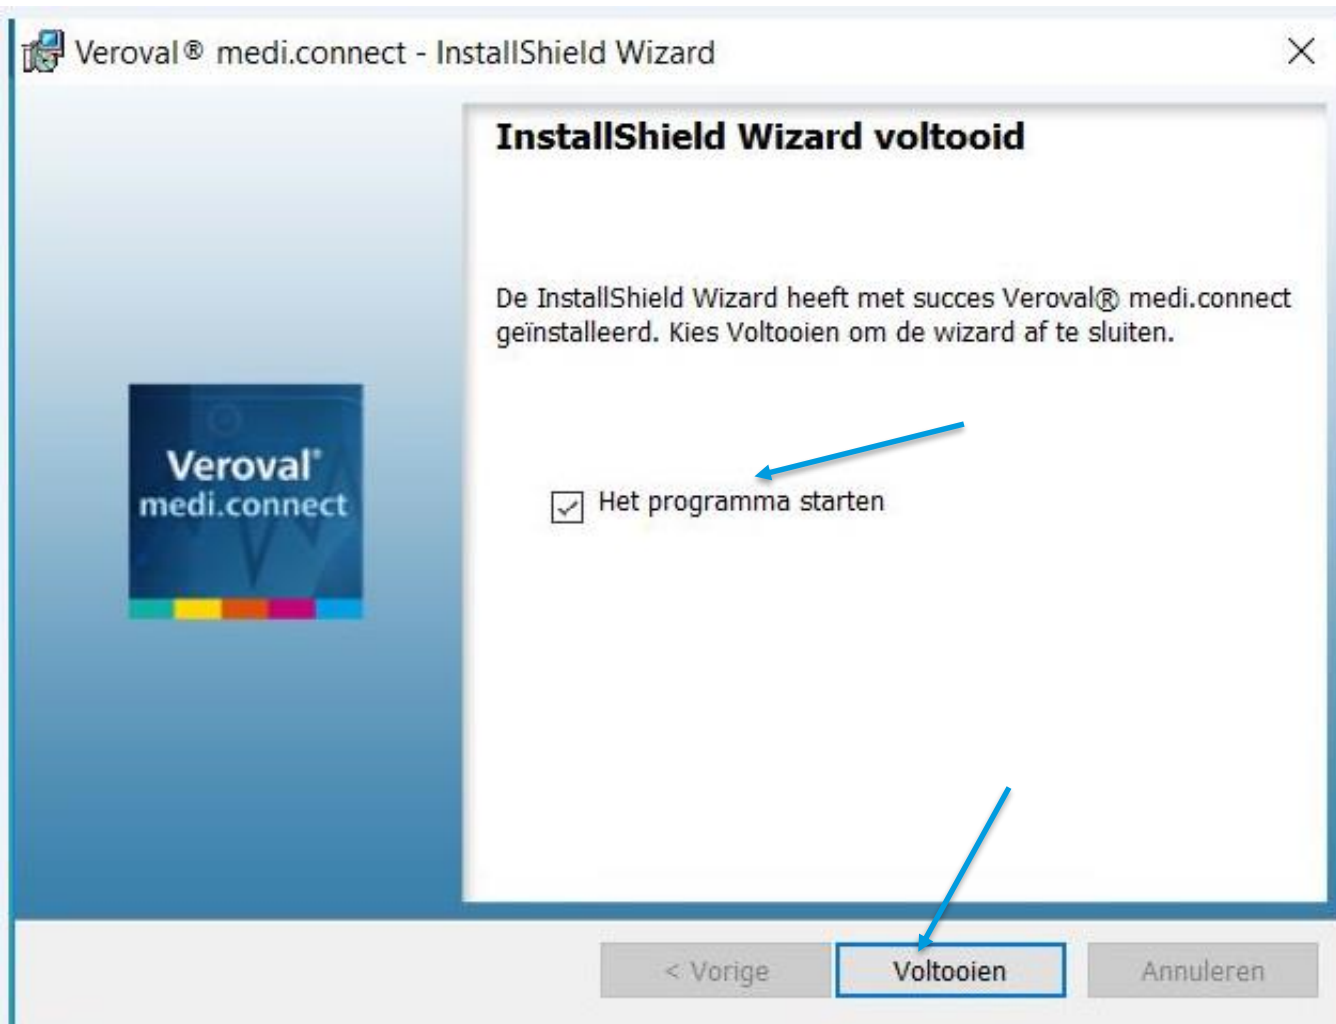 Veroval® medi.connect - InstallShield Wizard
InstallShield Wizard voltooid
De InstallShield Wizard heeft met succes Veroval® medi.connect
geïnstalleerd. Kies Voltooien om de wizard af te sluiten.
Veroval®
medi.connect
Het programma starten
< Vorige
Voltooien
Annuleren